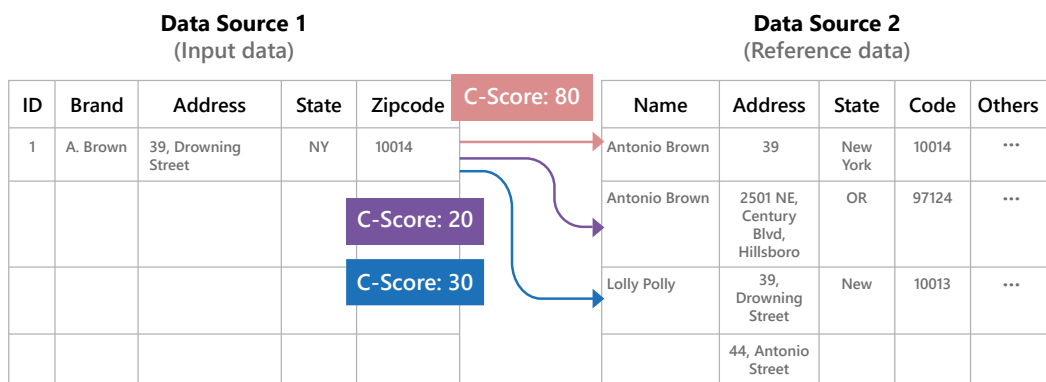 Data Source 1
(Input data)
Data Source 2
(Reference data)
ID Brand Address State Zipcode
C-Score: 80
Name Address State Code Others
1 A. Brown 39, Drowning NY 10014
Street
Antonio Brown 39 New 10014 ...
York
Antonio Brown 2501 NE, OR 97124 ...
Century
Blvd,
Hillsboro
C-Score: 20
C-Score: 30
Lolly Polly 39, New 10013 ...
Drowning
Street
44, Antonio
Street